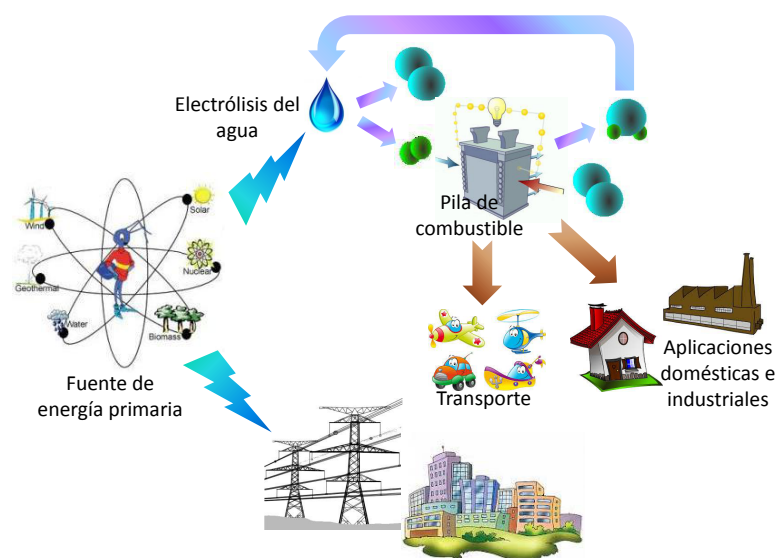 Electrólisis del
agua
Pila de
combustible
Solar
Wind
Nuclear
Geothermal
Water
Biomass
Fuente de
energía primaria
Transporte
Aplicaciones
domésticas e
industriales